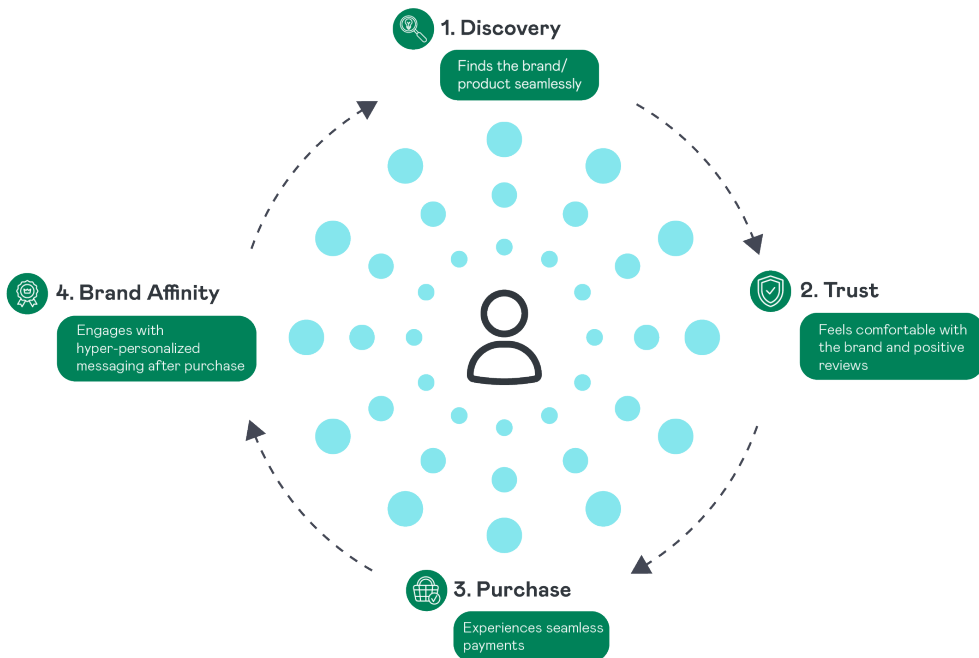 1. Discovery
Finds the brand/
product seamlessly
2. Trust
Feels comfortable with
the brand and positive
reviews
3. Purchase
Experiences seamless
payments
4. Brand Affinity
Engages with
hyper-personalized
messaging after purchase